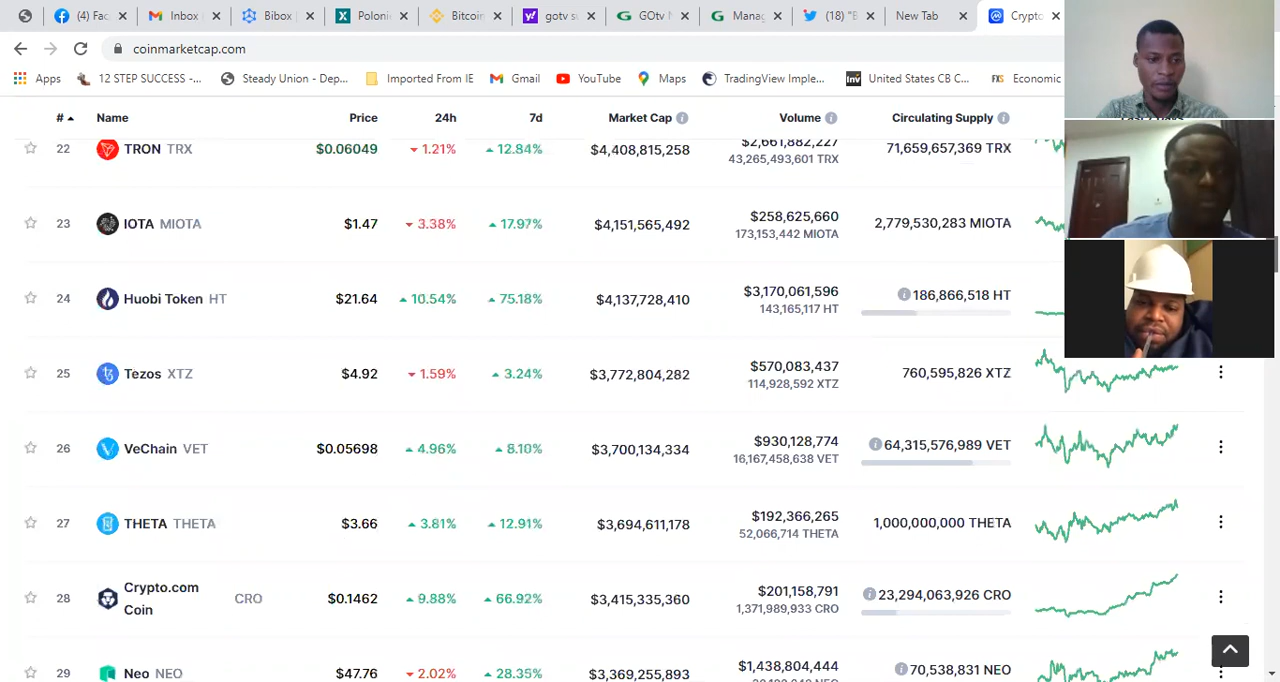 (4) Fac
Inbox
Bibox
Poloni
Bitcoin
gotv su
GOtv
Manag
(18) "B
New Tab
Crypto
coinmarketcap.com
Apps
12 STEP SUCCESS -...
Steady Union - Dep...
Imported From IE
Gmail
YouTube
Maps
TradingView Imple...
United States CB C...
Economic
# Name Price 24h 7d Market Cap Volume Circulating Supply
22 TRON TRX $0.06049 1.21% 12.84% $4,408,815,258 $2,661,882,227 71,659,657,369 TRX
43,265,493,601 TRX
23 IOTA MIOTA $1.47 3.38% 17.97% $4,151,565,492 $258,625,660 2,779,530,283 MIOTA
173,153,442 MIOTA
24 Huobi Token HT $21.64 10.54% 75.18% $4,137,728,410 $3,170,061,596 186,866,518 HT
143,165,117 HT
25 Tezos XTZ $4.92 1.59% 3.24% $3,772,804,282 $570,083,437 760,595,826 XTZ
114,928,592 XTZ
26 VeChain VET $0.05698 4.96% 8.10% $3,700,134,334 $930,128,774 64,315,576,989 VET
16,167,458,638 VET
27 THETA THETA $3.66 3.81% 12.91% $3,694,611,178 $192,366,265 1,000,000,000 THETA
52,066,714 THETA
28 Crypto.com Coin CRO $0.1462 9.88% 66.92% $3,415,335,360 $201,158,791 23,294,063,926 CRO
1,371,989,933 CRO
29 Neo NEO $47.76 2.02% 28.35% $3,369,255,893 $1,438,804,444 70,538,831 NEO